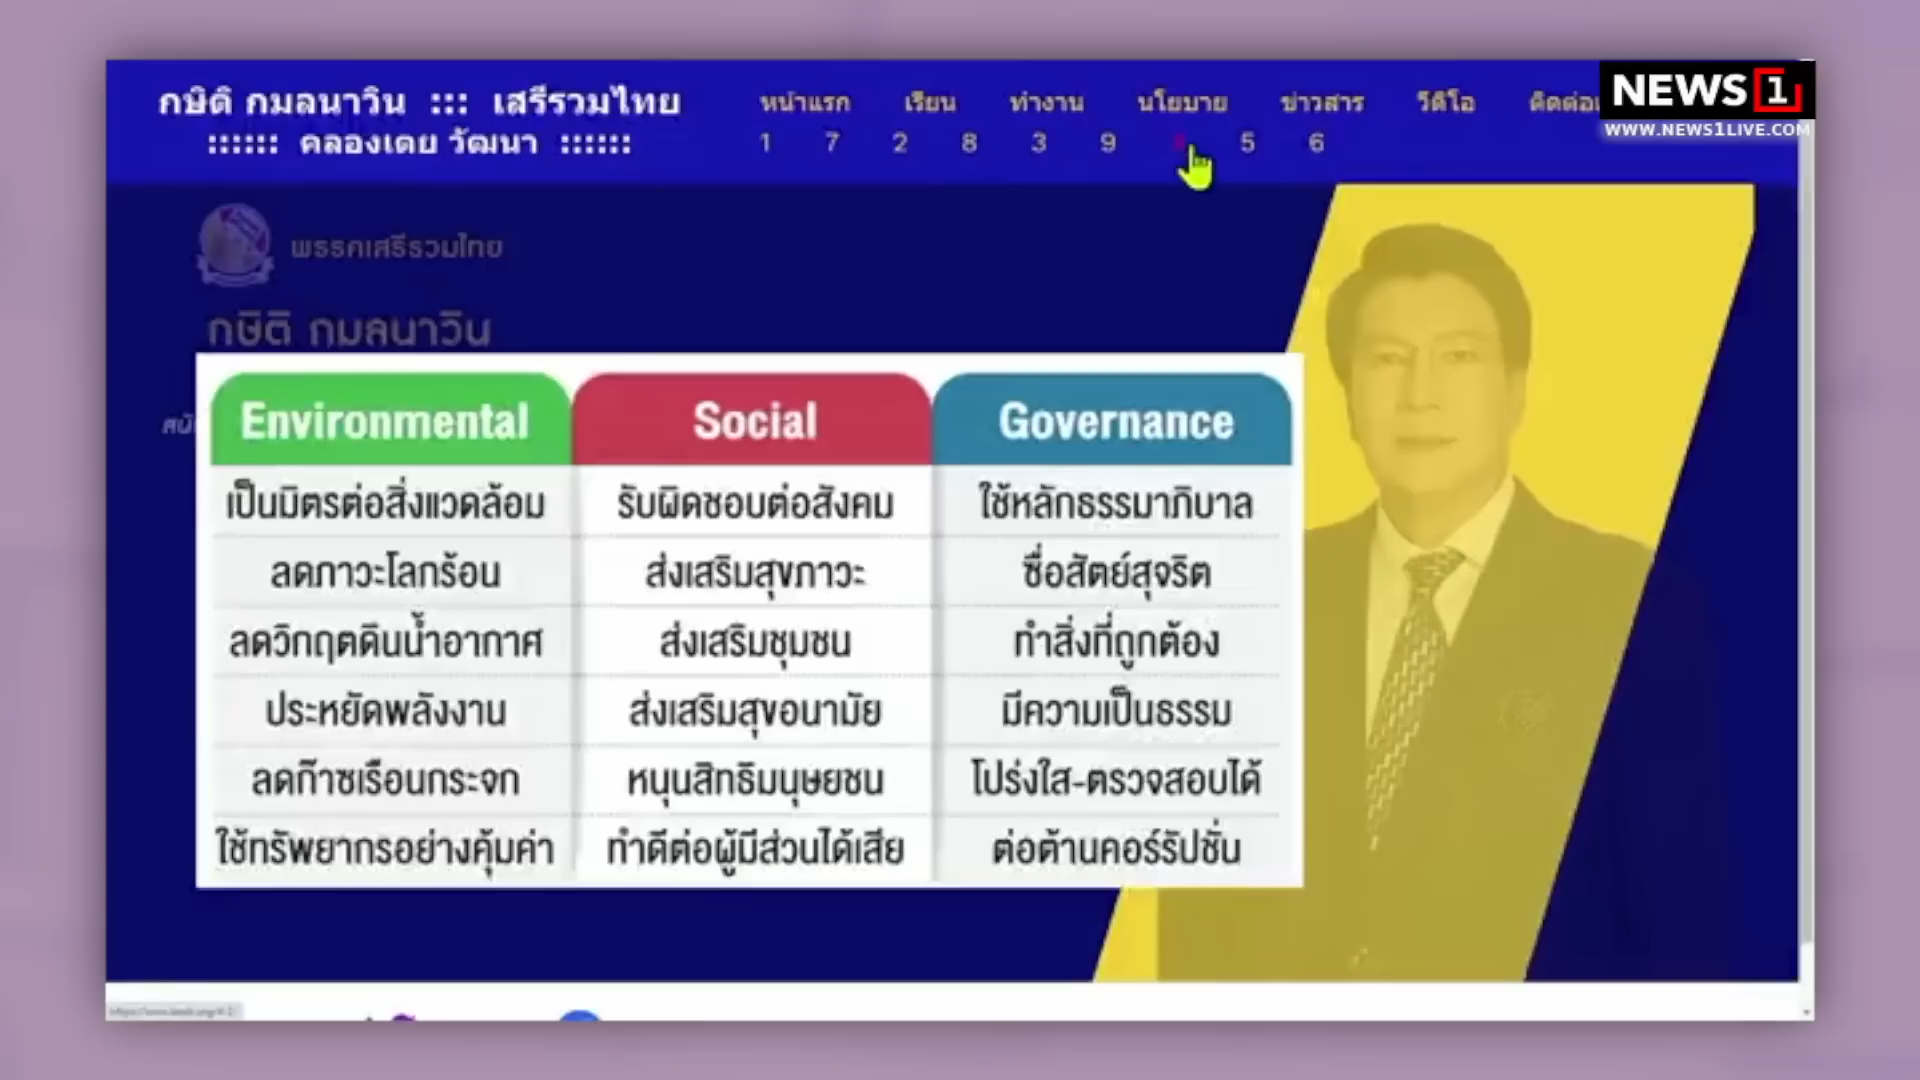 กษิดิ กมลนาวิน ::: เสรีรวมไทย
:::::: คลองเตย วัฒนา ::::::
หน้าแรก เรียน ทำงาน นโยบาย ข่าวสาร วีดีโอ
1 7 2 8 3 9 5 6
NEWS 1
WWW.NEWS1LIVE.COM
พรรคเสรีรวมไทย
กษิติ กมลนาวิน
Environmental Social Governance
เป็นมิตรต่อสิ่งแวดล้อม รับผิดชอบต่อสังคม ใช้หลักธรรมาภิบาล
ลดภาวะโลกร้อน ส่งเสริมสุขภาวะ ซื่อสัตย์สุจริต
ลดวิกฤตดินน้ำอากาศ ส่งเสริมชุมชน ทำสิ่งที่ถูกต้อง
ประหยัดพลังงาน ส่งเสริมสุขอนามัย มีความเป็นธรรม
ลดก๊าซเรือนกระจก หนุนสิทธิมนุษยชน โปร่งใส-ตรวจสอบได้
ใช้ทรัพยากรอย่างคุ้มค่า ทำดีต่อผู้มีส่วนได้เสีย ต่อต้านคอร์รัปชั่น